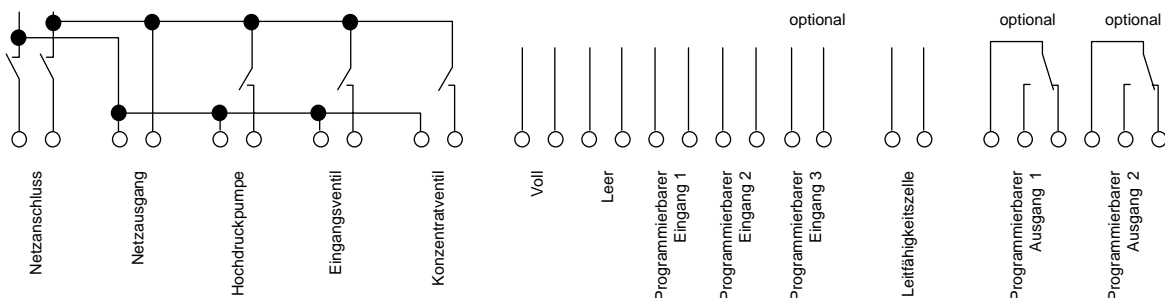 optional
optional
optional
Netzanschluss
Netzausgang
Hochdruckpumpe
Eingangsventil
Konzentratventil
Voll
Leer
Programmierbarer
Eingang 1
Programmierbarer
Eingang 2
Programmierbarer
Eingang 3
Leitfähigkeitszelle
Programmierbarer
Ausgang 1
Programmierbarer
Ausgang 2